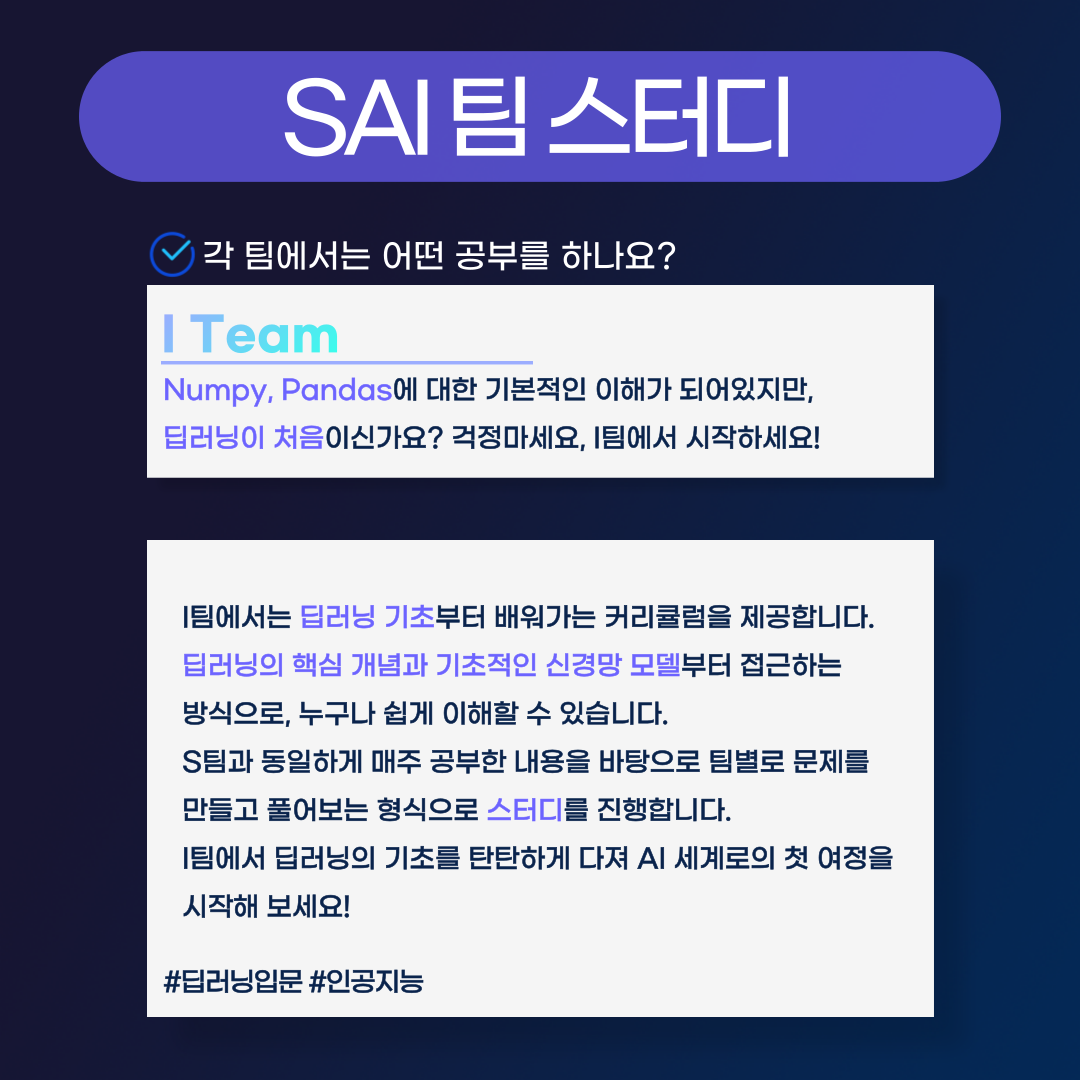 SAI 팀 스터디
각 팀에서는 어떤 공부를 하나요?
I Team
Numpy, Pandas에 대한 기본적인 이해가 되어있지만,
딥러닝이 처음이신가요? 걱정마세요, I팀에서 시작하세요!
I팀에서는 딥러닝 기초부터 배워가는 커리큘럼을 제공합니다.
딥러닝의 핵심 개념과 기초적인 신경망 모델부터 접근하는
방식으로, 누구나 쉽게 이해할 수 있습니다.
S팀과 동일하게 매주 공부한 내용을 바탕으로 팀별로 문제를
만들고 풀어보는 형식으로 스터디를 진행합니다.
I팀에서 딥러닝의 기초를 탄탄하게 다져 AI 세계로의 첫 여정을
시작해 보세요!
#딥러닝입문 #인공지능